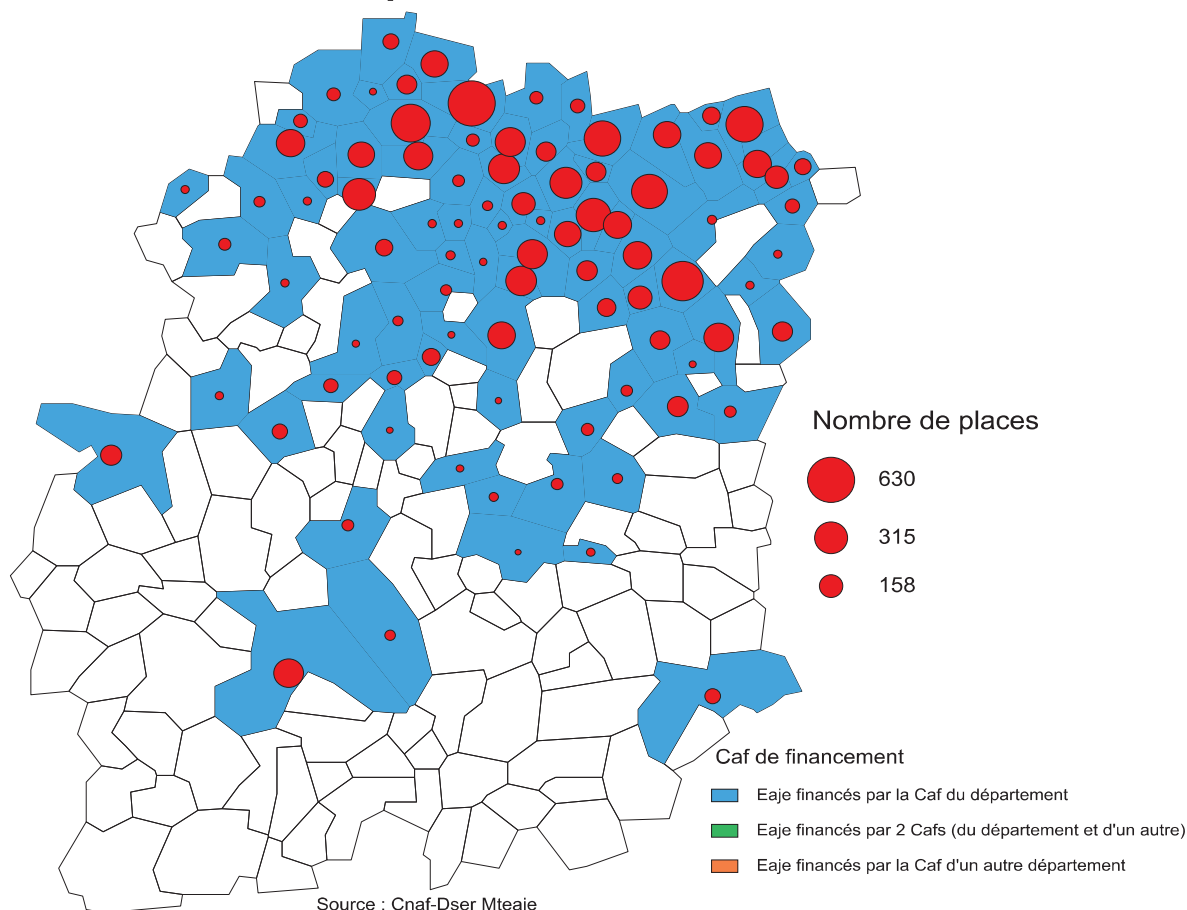 Nombre de places
630
315
158
Caf de financement
Eaje financés par la Caf du département
Eaje financés par 2 Cafs (du département et d'un autre)
Eaje financés par la Caf d'un autre département
Source : Cnaf-Dser Mteaje